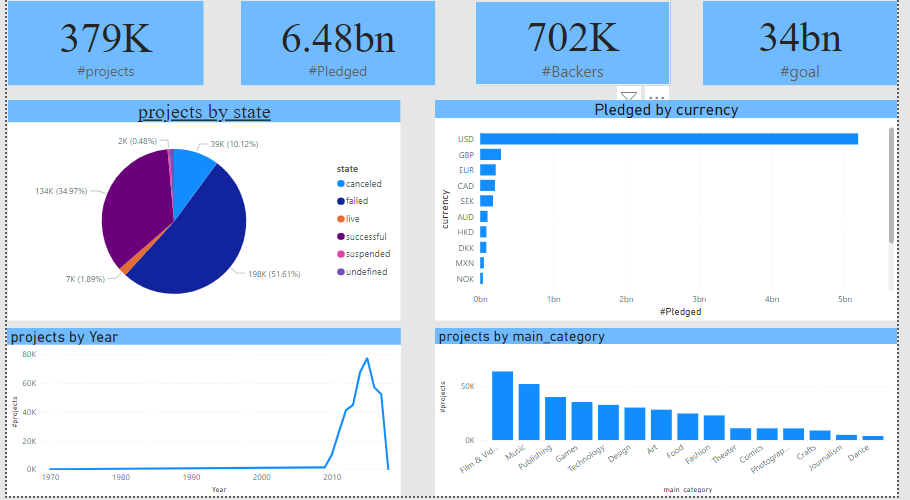 379K
#projects
6.48bn
#Pledged
702K
#Backers
34bn
#goal
projects by state
2K (0.48%)
39K (10.12%)
134K (34.97%)
7K (1.89%)
198K (51.61%)
state
canceled
failed
live
successful
suspended
undefined
Pledged by currency
currency
USD
GBP
EUR
CAD
SEK
AUD
HKD
DKK
MXN
NOK
0bn 1bn 2bn 3bn 4bn 5bn
#Pledged
projects by Year
#projects
80K
60K
40K
20K
0K
1970 1980 1990 2000 2010
Year
projects by main_category
#projects
50K
0K
Film & Vid... Music Publishing Games Technology Design Art Food Fashion Theater Comics Photograp... Crafts Journalism Dance
main_category